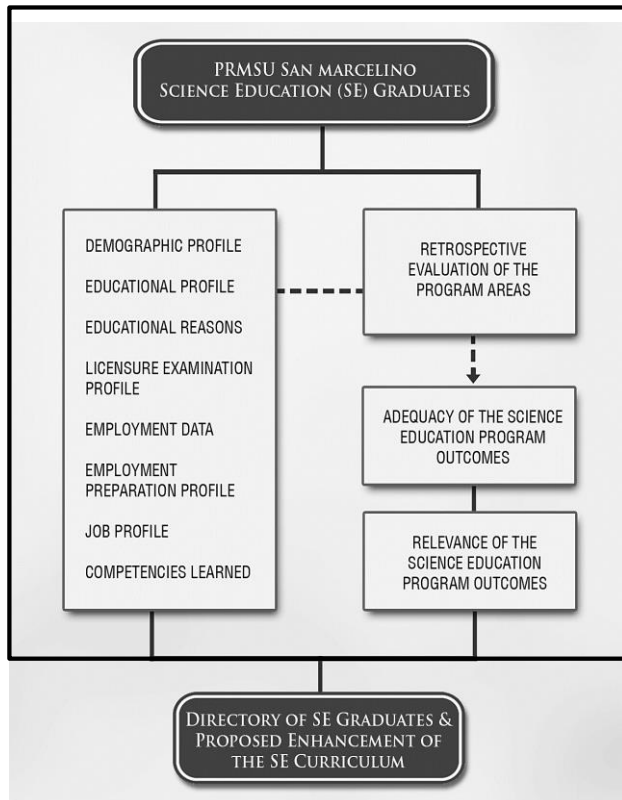 PRMSU SAN MARCELINO
SCIENCE EDUCATION (SE) GRADUATES
DEMOGRAPHIC PROFILE
EDUCATIONAL PROFILE
EDUCATIONAL REASONS
LICENSURE EXAMINATION
PROFILE
EMPLOYMENT DATA
EMPLOYMENT
PREPARATION PROFILE
JOB PROFILE
COMPETENCIES LEARNED
RETROSPECTIVE
EVALUATION OF THE
PROGRAM AREAS
ADEQUACY OF THE SCIENCE
EDUCATION PROGRAM
OUTCOMES
RELEVANCE OF THE
SCIENCE EDUCATION
PROGRAM OUTCOMES
DIRECTORY OF SE GRADUATES &
PROPOSED ENHANCEMENT OF
THE SE CURRICULUM